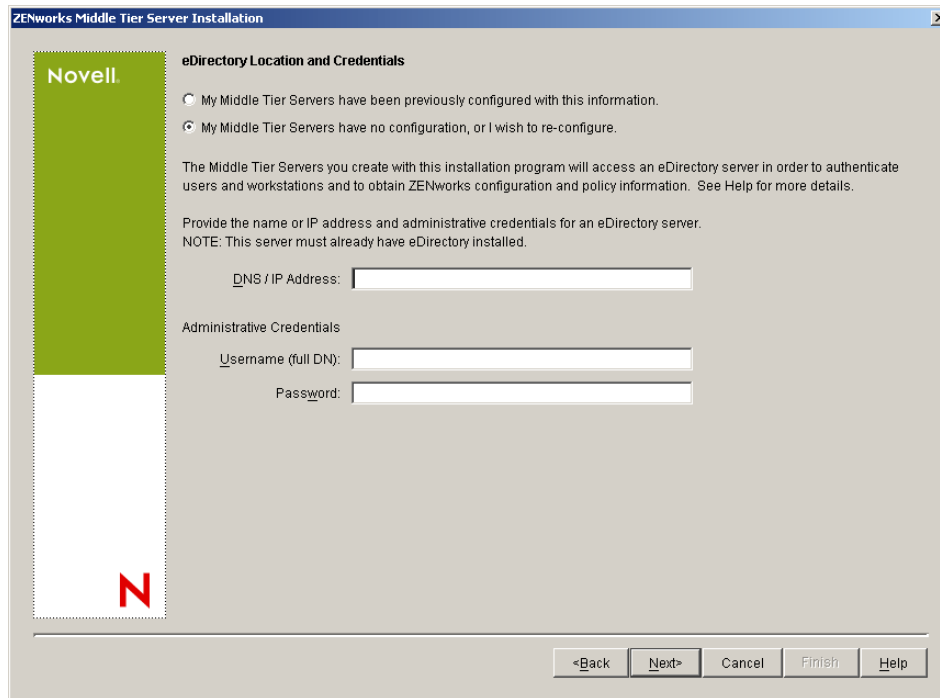 ZENworks Middle Tier Server Installation
Novell.
eDirectory Location and Credentials
My Middle Tier Servers have been previously configured with this information.
My Middle Tier Servers have no configuration, or I wish to re-configure.
The Middle Tier Servers you create with this installation program will access an eDirectory server in order to authenticate
users and workstations and to obtain ZENworks configuration and policy information. See Help for more details.
Provide the name or IP address and administrative credentials for an eDirectory server.
NOTE: This server must already have eDirectory installed.
DNS / IP Address:
Administrative Credentials
Username (full DN):
Password:
N
<Back Next> Cancel Finish Help